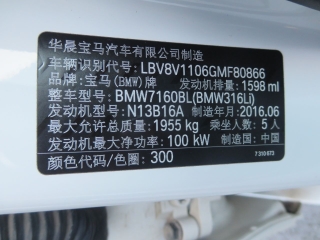 华晨宝马汽车有限公司制造
车辆识别代号: LBV8V1106GMF80866
品牌: 宝马(BMW)牌 发动机排量: 1598 ml
整车型号: BMW7160BL(BMW316Li)
发动机型号: N13B16A 制造年月: 2016.06
最大允许总质量: 1955 kg 乘坐人数: 5 人
发动机最大净功率: 100 kW 制造国: 中国
颜色代码/色圈: 300
7 310 673